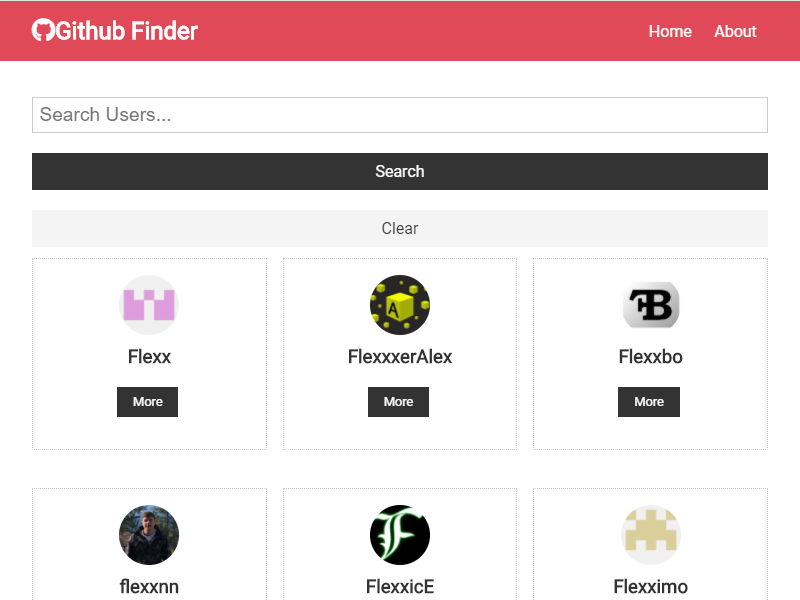 Github Finder
Home About
Search Users...
Search
Clear
Flexx
FlexxxerAlex
Flexxbo
More
More
More
flexxnn
FlexxicE
Flexximo